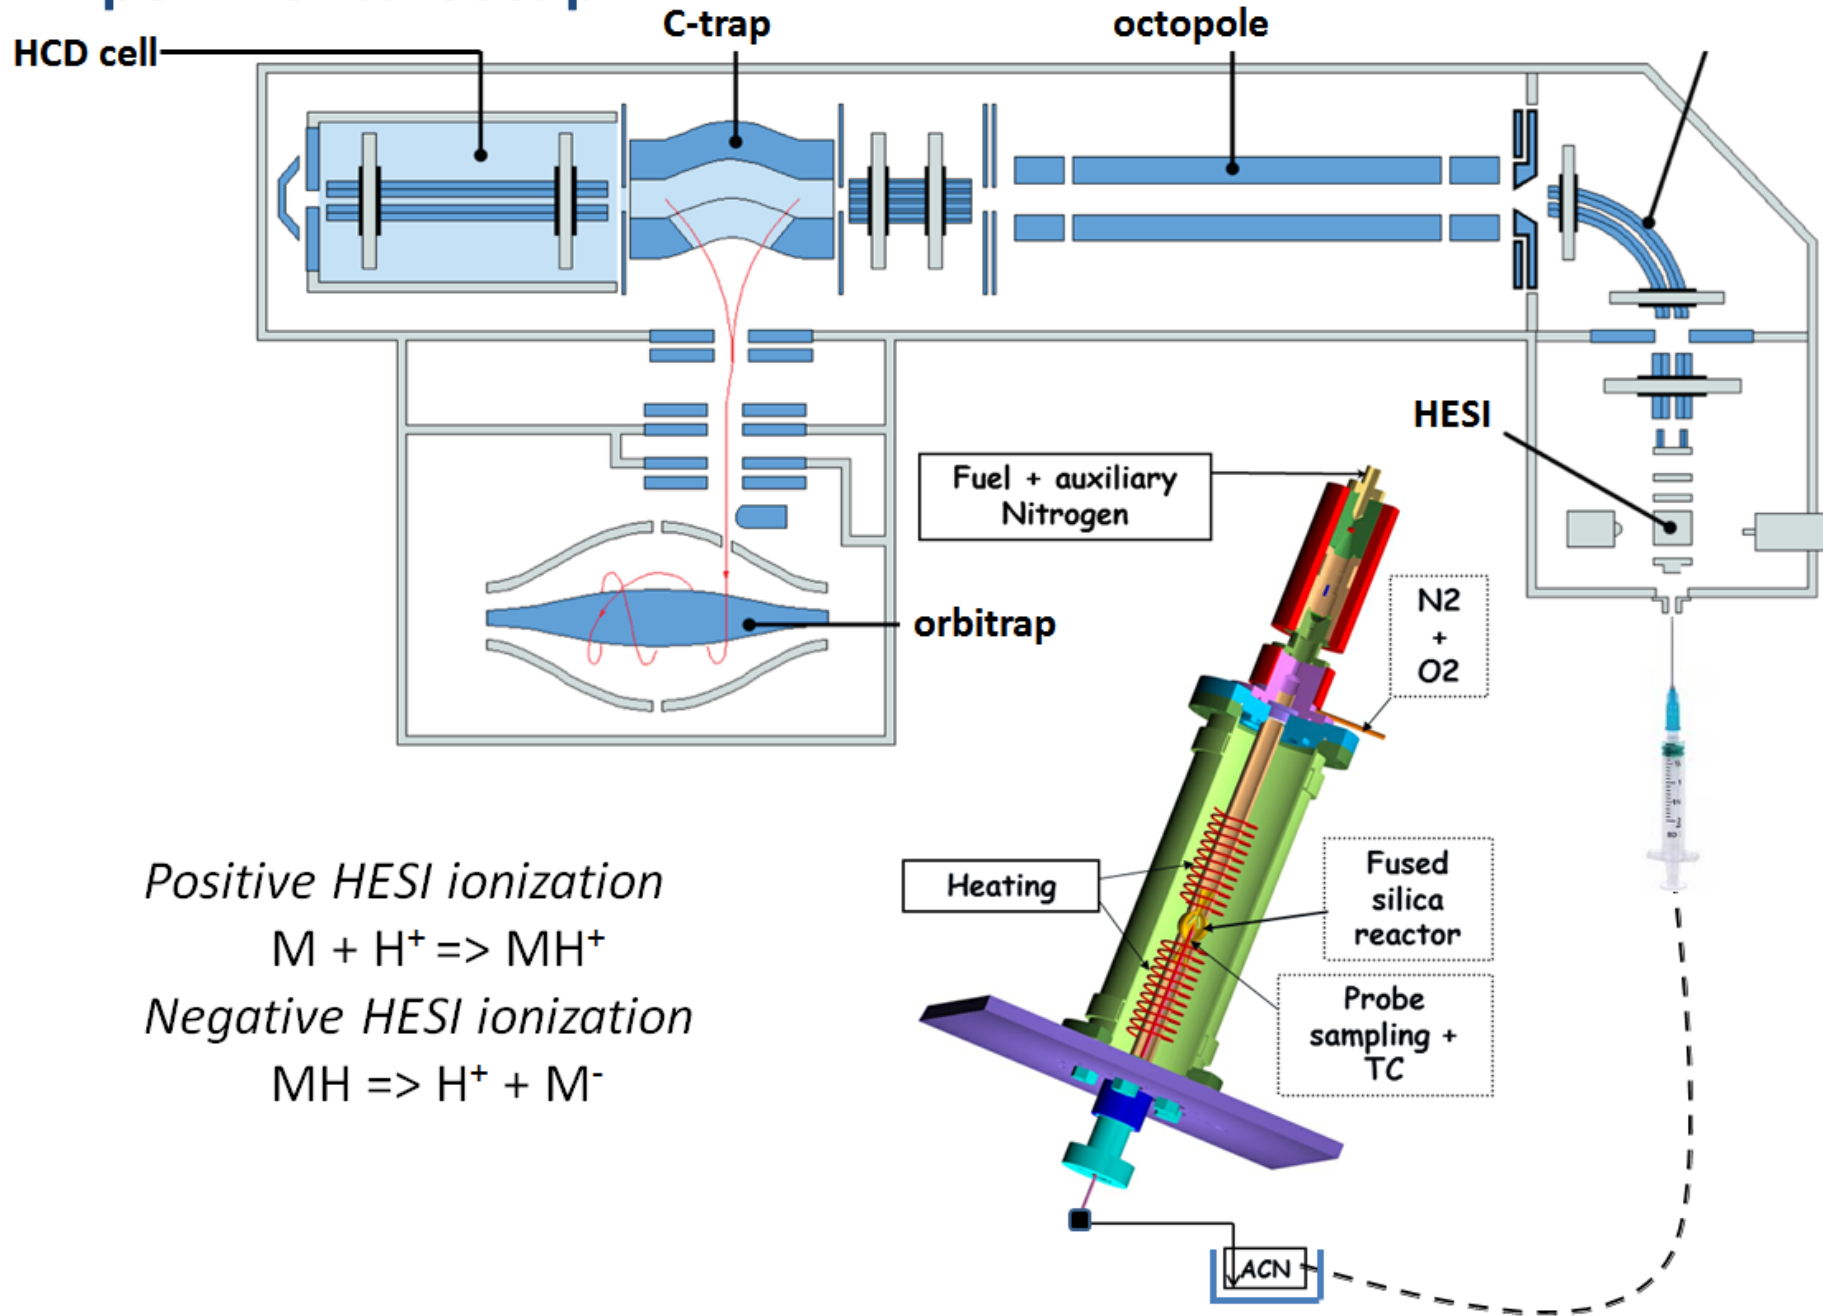 C-trap
octopole
HCD cell
HESI
Fuel + auxiliary
Nitrogen
N2
+
O2
orbitrap
Positive HESI ionization
M + H⁺ => MH⁺
Negative HESI ionization
MH => H⁺ + M⁻
Heating
Fused
silica
reactor
Probe
sampling +
TC
ACN